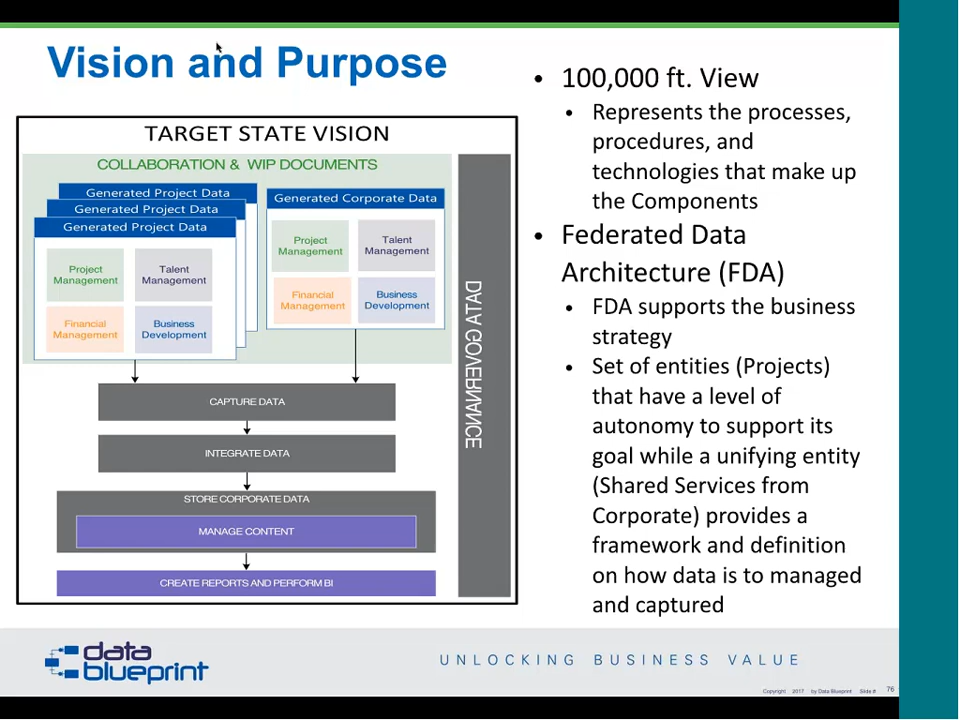 Vision and Purpose
TARGET STATE VISION
COLLABORATION & WIP DOCUMENTS
Generated Project Data
Generated Project Data
Generated Project Data
Project
Management
Talent
Management
Financial
Management
Business
Development
Generated Corporate Data
Project
Management
Talent
Management
Financial
Management
Business
Development
CAPTURE DATA
INTEGRATE DATA
STORE CORPORATE DATA
MANAGE CONTENT
CREATE REPORTS AND PERFORM BI
DATA GOVERNANCE
• 100,000 ft. View
• Represents the processes,
procedures, and
technologies that make up
the Components
• Federated Data
Architecture (FDA)
• FDA supports the business
strategy
• Set of entities (Projects)
that have a level of
autonomy to support its
goal while a unifying entity
(Shared Services from
Corporate) provides a
framework and definition
on how data is to managed
and captured
data
blueprint
UNLOCKING BUSINESS VALUE
Copyright 2017 by Data Blueprint Slide # 76